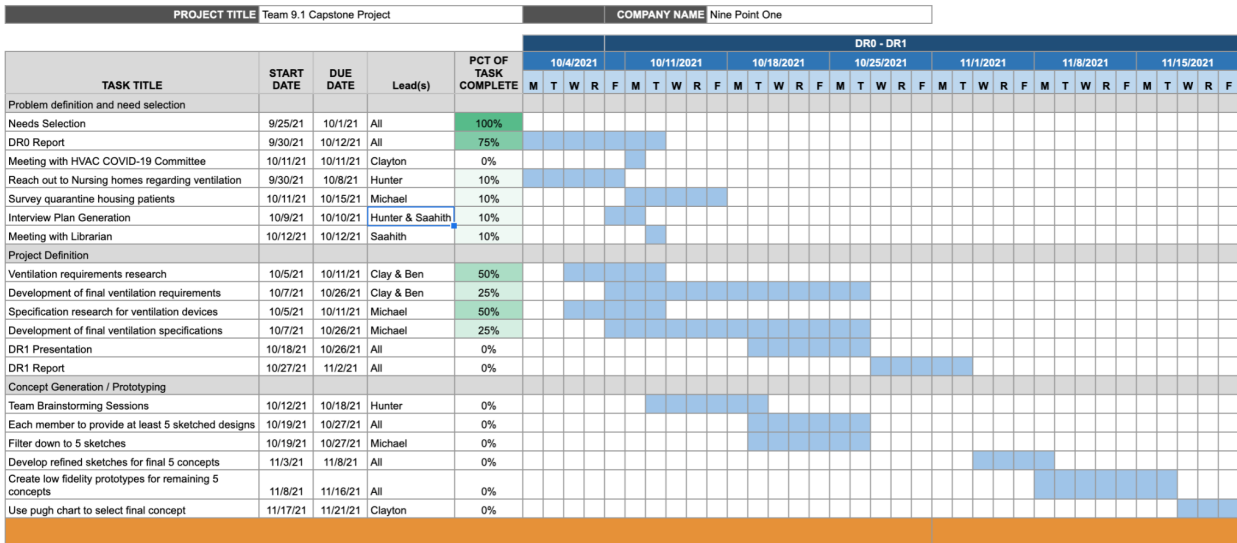 PROJECT TITLE Team 9.1 Capstone Project COMPANY NAME Nine Point One
DR0 - DR1
10/4/2021 10/11/2021 10/18/2021 10/25/2021 11/1/2021 11/8/2021 11/15/2021
TASK TITLE START DATE DUE DATE Lead(s) PCT OF TASK COMPLETE M T W R F M T W R F M T W R F M T W R F M T W R F M T W R F M T W R F
Problem definition and need selection
Needs Selection 9/25/21 10/1/21 All 100%
DR0 Report 9/30/21 10/12/21 All 75%
Meeting with HVAC COVID-19 Committee 10/11/21 10/11/21 Clayton 0%
Reach out to Nursing homes regarding ventilation 9/30/21 10/8/21 Hunter 10%
Survey quarantine housing patients 10/11/21 10/15/21 Michael 10%
Interview Plan Generation 10/9/21 10/10/21 Hunter & Saahith 10%
Meeting with Librarian 10/12/21 10/12/21 Saahith 10%
Project Definition
Ventilation requirements research 10/5/21 10/11/21 Clay & Ben 50%
Development of final ventilation requirements 10/7/21 10/26/21 Clay & Ben 25%
Specification research for ventilation devices 10/5/21 10/11/21 Michael 50%
Development of final ventilation specifications 10/7/21 10/26/21 Michael 25%
DR1 Presentation 10/18/21 10/26/21 All 0%
DR1 Report 10/27/21 11/2/21 All 0%
Concept Generation / Prototyping
Team Brainstorming Sessions 10/12/21 10/18/21 Hunter 0%
Each member to provide at least 5 sketched designs 10/19/21 10/27/21 All 0%
Filter down to 5 sketches 10/19/21 10/27/21 Michael 0%
Develop refined sketches for final 5 concepts 11/3/21 11/8/21 All 0%
Create low fidelity prototypes for remaining 5
concepts 11/8/21 11/16/21 All 0%
Use pugh chart to select final concept 11/17/21 11/21/21 Clayton 0%